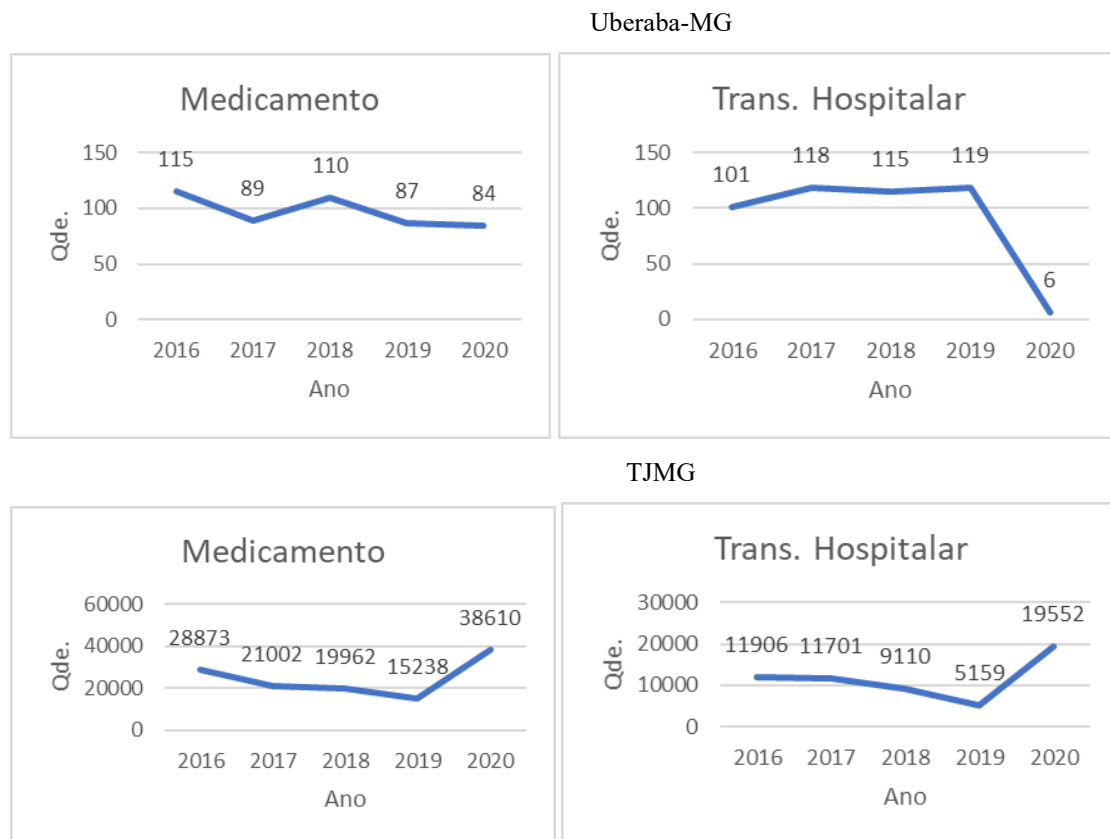 Uberaba-MG
Medicamento
150
100
50
0
Qde.
115
89
110
87
84
2016 2017 2018 2019 2020
Ano
Trans. Hospitalar
150
100
50
0
Qde.
101
118
115
119
6
2016 2017 2018 2019 2020
Ano
TJMG
Medicamento
60000
40000
20000
0
Qde.
28873
21002
19962
15238
38610
2016 2017 2018 2019 2020
Ano
Trans. Hospitalar
30000
20000
10000
0
Qde.
11906
11701
9110
5159
19552
2016 2017 2018 2019 2020
Ano